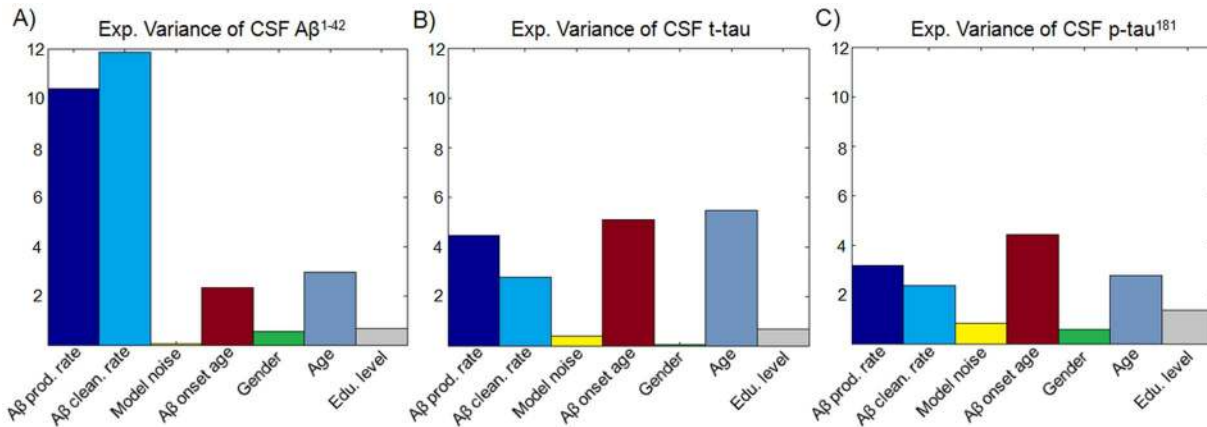 A)
Exp. Variance of CSF Aβ¹⁻⁴²
12
10
8
6
4
2
Aβ prod. rate
Aβ clean. rate
Model noise
Aβ onset age
Gender
Age
Edu. level
B)
Exp. Variance of CSF t-tau
12
10
8
6
4
2
Aβ prod. rate
Aβ clean. rate
Model noise
Aβ onset age
Gender
Age
Edu. level
C)
Exp. Variance of CSF p-tau¹⁸¹
12
10
8
6
4
2
Aβ prod. rate
Aβ clean. rate
Model noise
Aβ onset age
Gender
Age
Edu. level